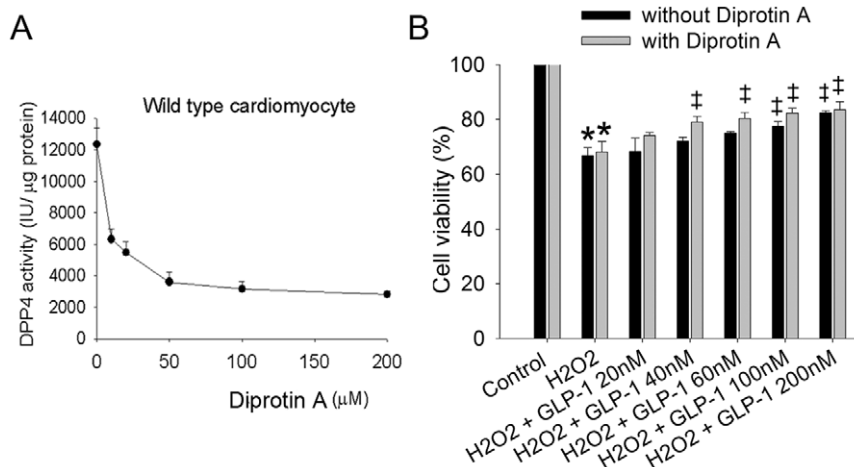 A
Wild type cardiomyocyte
DPP4 activity (IU/ μg protein)
14000
12000
10000
8000
6000
4000
2000
0
0 50 100 150 200
Diprotin A (μM)
B
without Diprotin A
with Diprotin A
Cell viability (%)
100
80
60
40
20
0
* * ‡ ‡ ‡ ‡ ‡ ‡
Control
H2O2
H2O2 + GLP-1 20nM
H2O2 + GLP-1 40nM
H2O2 + GLP-1 60nM
H2O2 + GLP-1 100nM
H2O2 + GLP-1 200nM